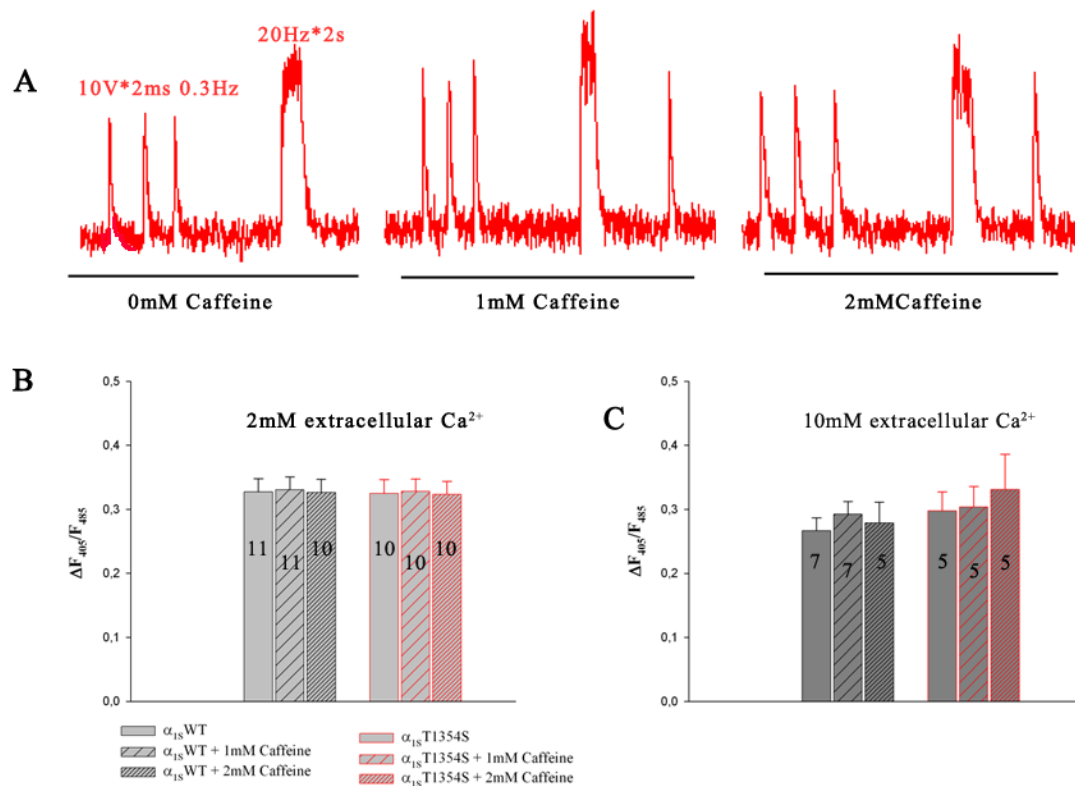 A
10V*2ms 0.3Hz
20Hz*2s
0mM Caffeine
1mM Caffeine
2mMCaffeine
B
2mM extracellular Ca²⁺
ΔF₄₀₅/F₄₈₅
0,5
0,4
0,3
0,2
0,1
0,0
11
11
10
10
10
10
α₁ₛWT
α₁ₛWT + 1mM Caffeine
α₁ₛWT + 2mM Caffeine
α₁ₛT1354S
α₁ₛT1354S + 1mM Caffeine
α₁ₛT1354S + 2mM Caffeine
C
10mM extracellular Ca²⁺
ΔF₄₀₅/F₄₈₅
0,5
0,4
0,3
0,2
0,1
0,0
7
7
5
5
5
5